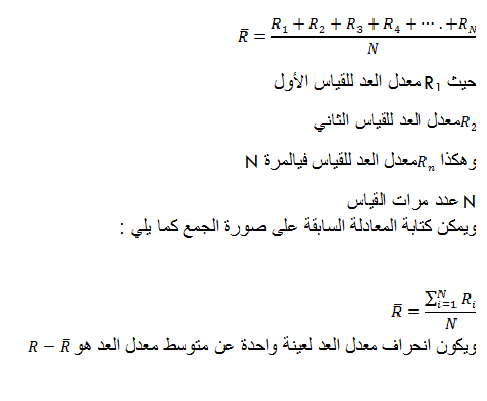 R̄ = (R₁ + R₂ + R₃ + R₄ + ⋯ . +R_N) / N
حيث R₁ معدل العد للقياس الأول
R₂معدل العد للقياس الثاني
وهكذا Rₙمعدل العد للقياس فيالمرة N
N عدد مرات القياس
ويمكن كتابة المعادلة السابقة على صورة الجمع كما يلي :
R̄ = (∑ᵢ₌₁ᴺ Rᵢ) / N
ويكون انحراف معدل العد لعينة واحدة عن متوسط معدل العد هو R − R̄